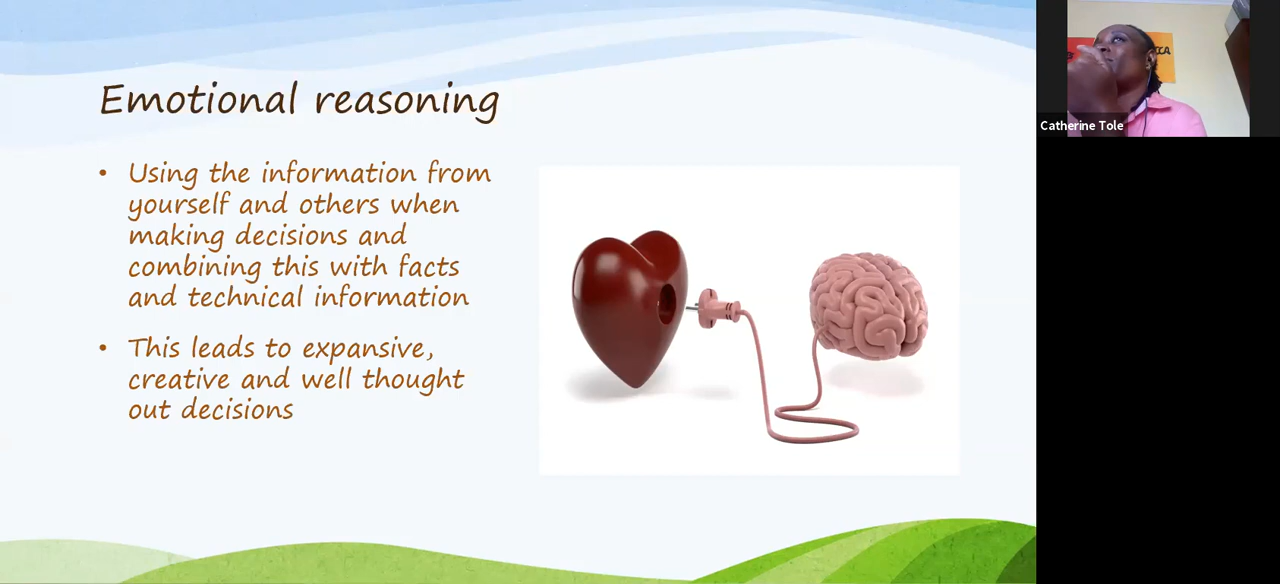 Emotional reasoning
• Using the information from
yourself and others when
making decisions and
combining this with facts
and technical information
• This leads to expansive,
creative and well thought
out decisions
Catherine Tole